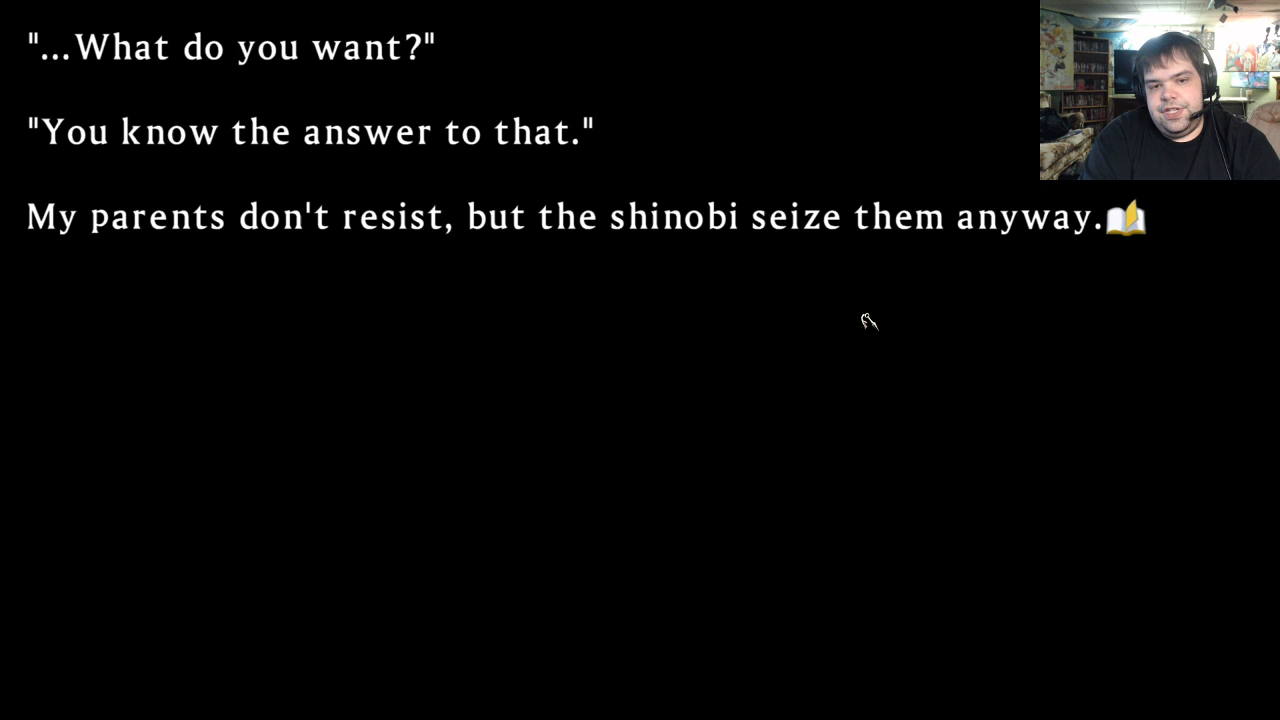 "...What do you want?"
"You know the answer to that."
My parents don't resist, but the shinobi seize them anyway.